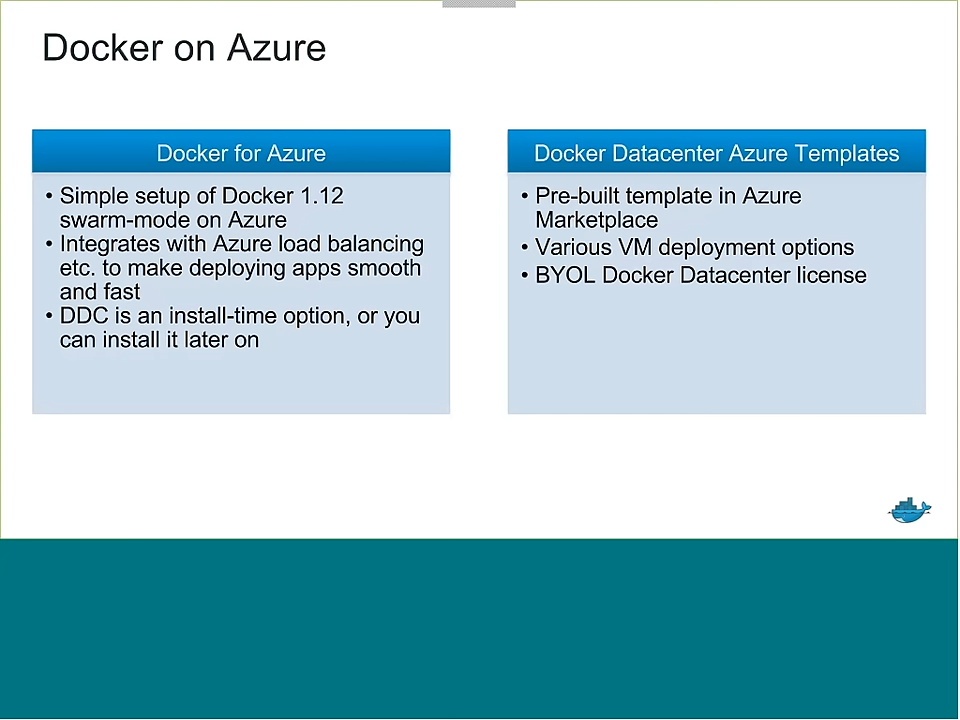 Docker on Azure
Docker for Azure
• Simple setup of Docker 1.12
swarm-mode on Azure
• Integrates with Azure load balancing
etc. to make deploying apps smooth
and fast
• DDC is an install-time option, or you
can install it later on
Docker Datacenter Azure Templates
• Pre-built template in Azure
Marketplace
• Various VM deployment options
• BYOL Docker Datacenter license